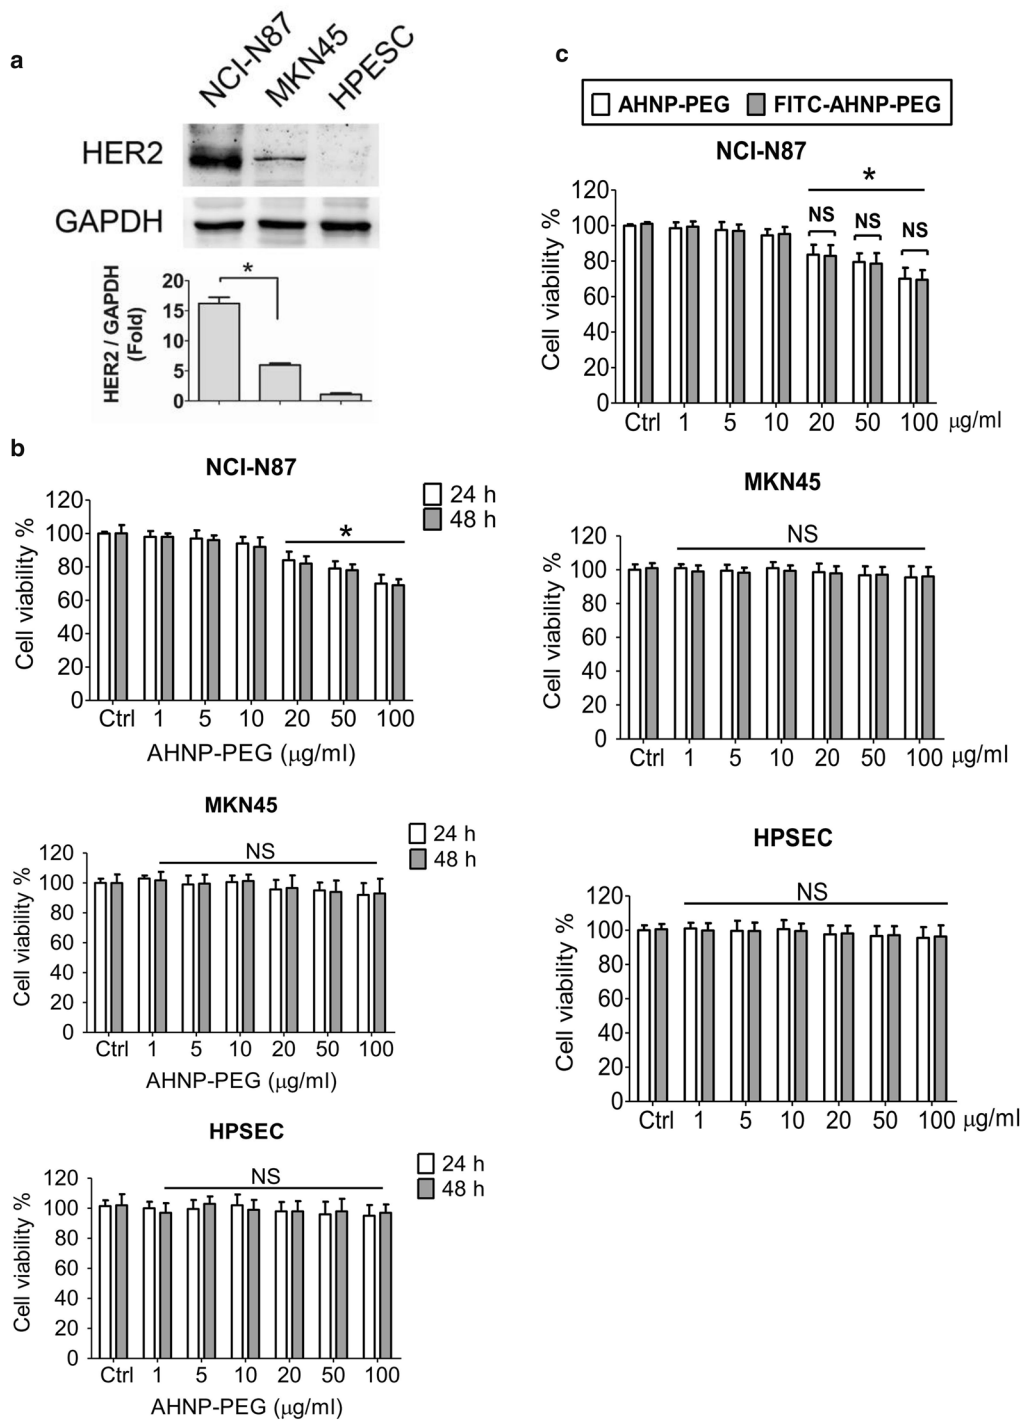 a
NCI-N87
MKN45
HPESC
HER2
GAPDH
HER2 / GAPDH
(Fold)
20
15
10
5
0
*
b
NCI-N87
24 h
48 h
Cell viability %
120
100
80
60
40
20
0
*
Ctrl 1 5 10 20 50 100
AHNP-PEG (μg/ml)
MKN45
24 h
48 h
Cell viability %
120
100
80
60
40
20
0
NS
Ctrl 1 5 10 20 50 100
AHNP-PEG (μg/ml)
HPSEC
24 h
48 h
Cell viability %
120
100
80
60
40
20
0
NS
Ctrl 1 5 10 20 50 100
AHNP-PEG (μg/ml)
c
AHNP-PEG FITC-AHNP-PEG
NCI-N87
Cell viability %
120
100
80
60
40
20
0
*
NS NS NS
Ctrl 1 5 10 20 50 100 μg/ml
MKN45
Cell viability %
120
100
80
60
40
20
0
NS
Ctrl 1 5 10 20 50 100 μg/ml
HPSEC
Cell viability %
120
100
80
60
40
20
0
NS
Ctrl 1 5 10 20 50 100 μg/ml